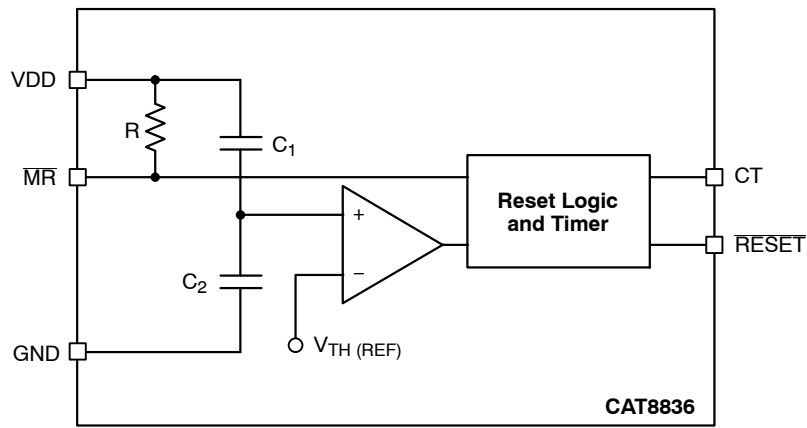 VDD
R
C1
MR
Reset Logic
and Timer
CT
+
RESET
C2
−
VTH (REF)
GND
CAT8836